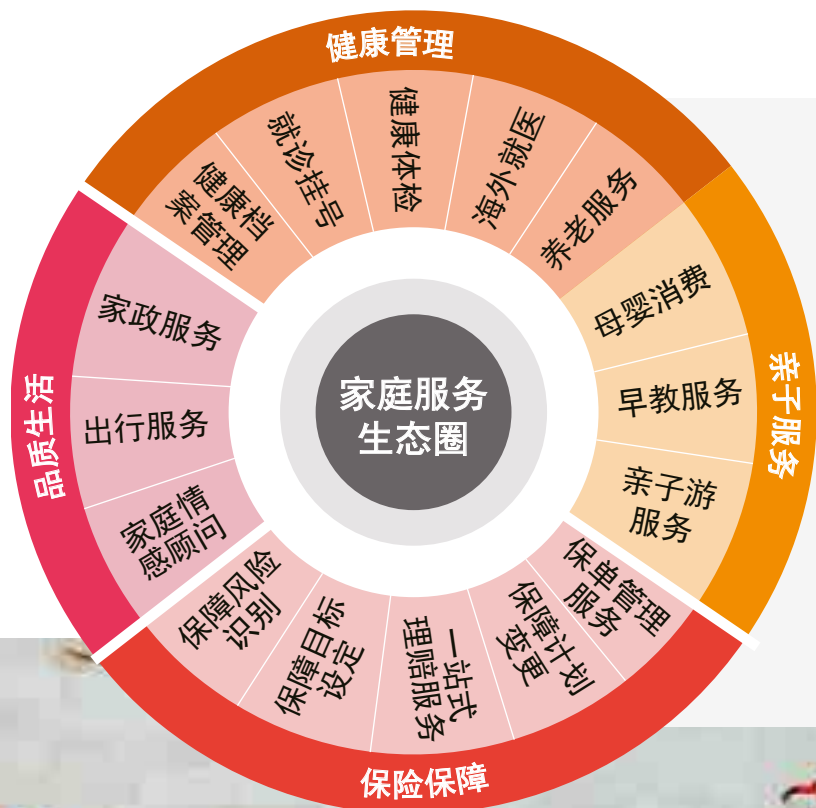 健康管理
健康档
案管理
就诊挂号
健康体检
海外就医
养老服务
亲子服务
母婴消费
早教服务
亲子游
服务
保险保障
保单管理
服务
保障计划
变更
一站式
理赔服务
保障目标
设定
保障风险
识别
品质生活
家庭情
感顾问
出行服务
家政服务
家庭服务
生态圈